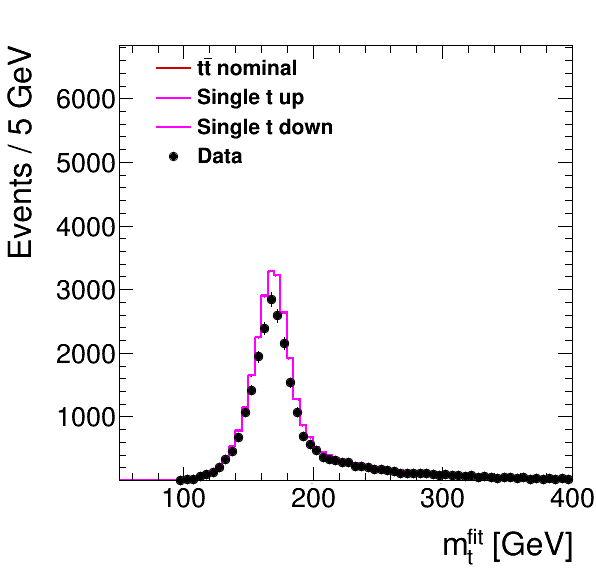 Events / 5 GeV
tt̄ nominal
Single t up
Single t down
Data
6000
5000
4000
3000
2000
1000
100 200 300 400
m_t^fit [GeV]